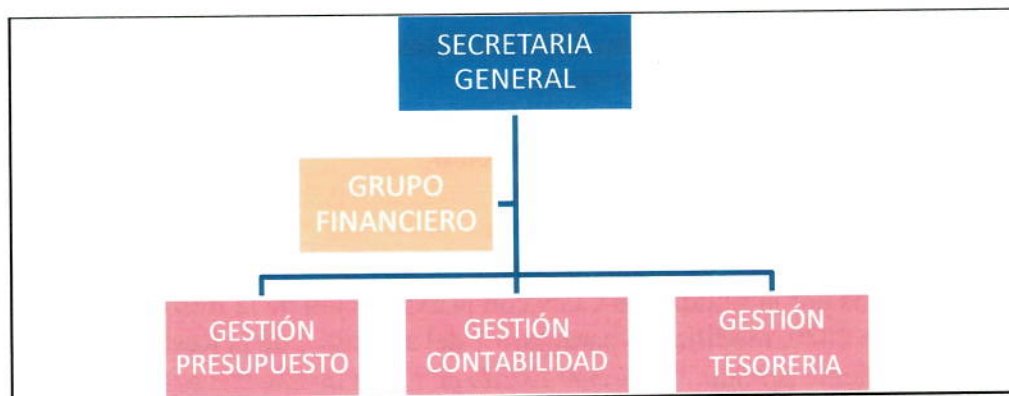 SECRETARIA
GENERAL
GRUPO
FINANCIERO
GESTIÓN
PRESUPUESTO
GESTIÓN
CONTABILIDAD
GESTIÓN
TESORERIA